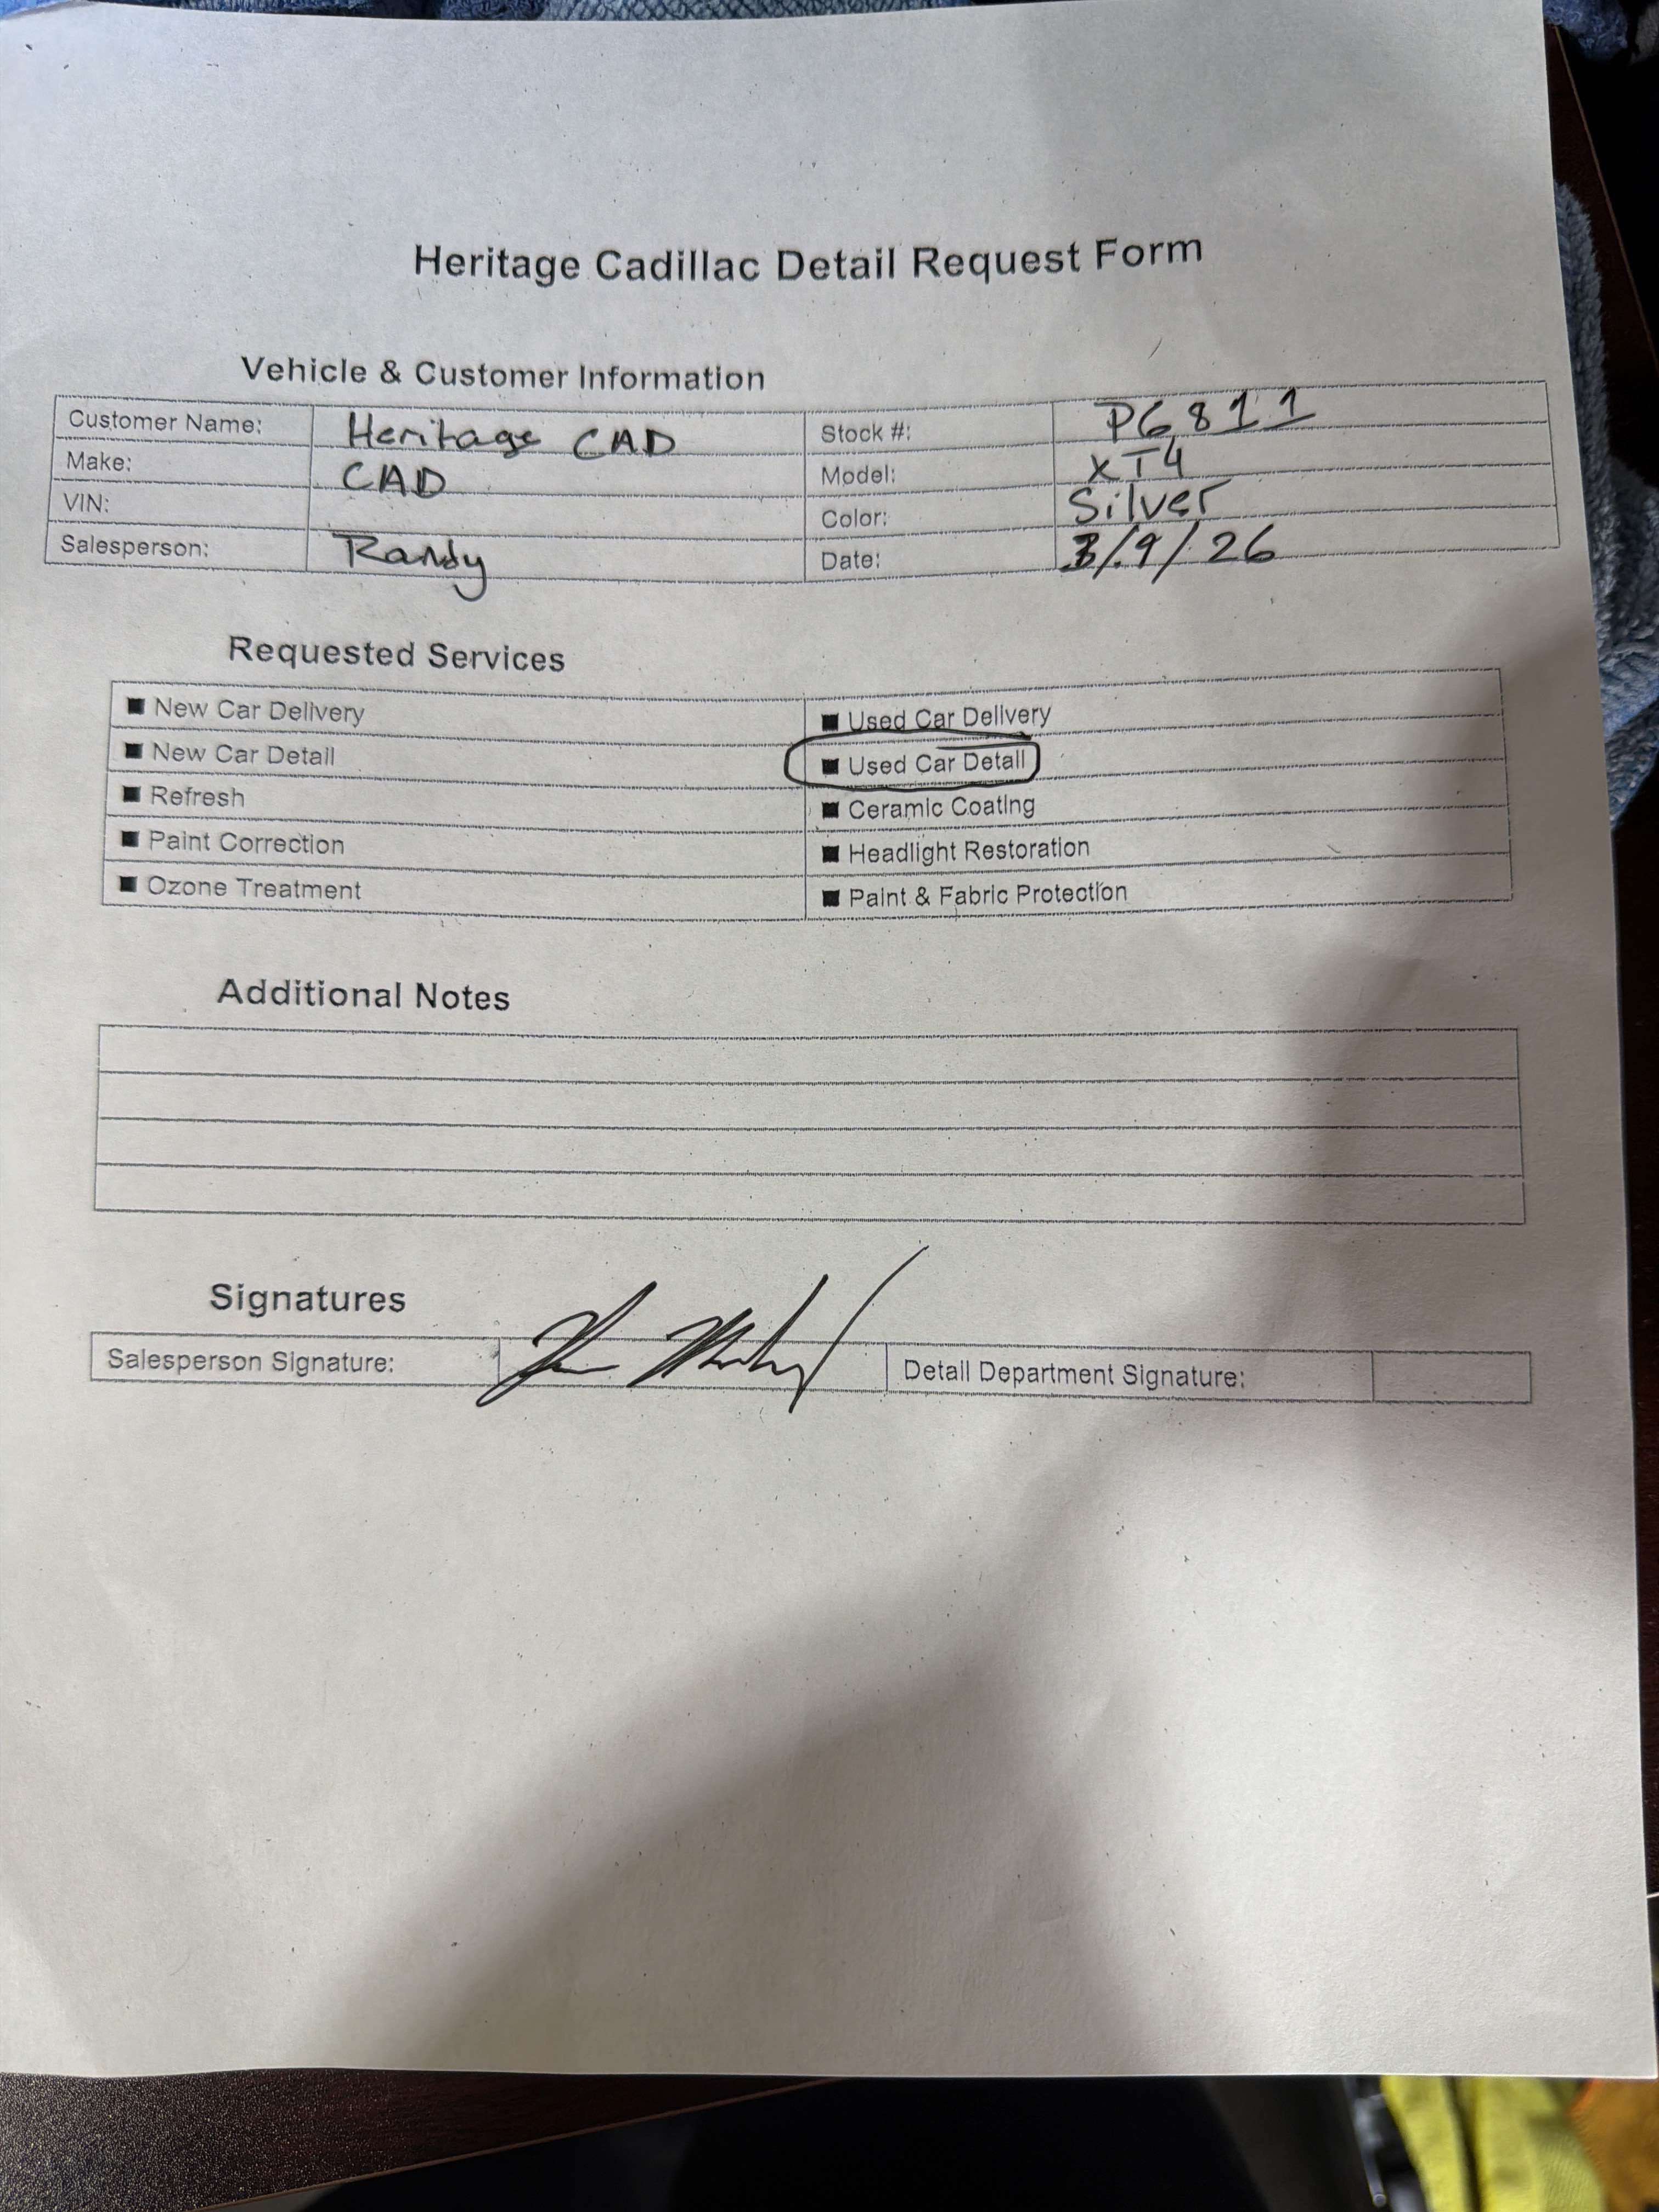 Heritage Cadillac Detail Request Form
Vehicle & Customer Information
Customer Name: Heritage CAD Stock #: P6811
Make: CAD Model: XT4
VIN: Color: Silver
Salesperson: Randy Date: 3/9/26
Requested Services
■ New Car Delivery ■ Used Car Delivery
■ New Car Detail ■ Used Car Detail
■ Refresh ■ Ceramic Coating
■ Paint Correction ■ Headlight Restoration
■ Ozone Treatment ■ Paint & Fabric Protection
Additional Notes
Signatures
Salesperson Signature: Detail Department Signature: